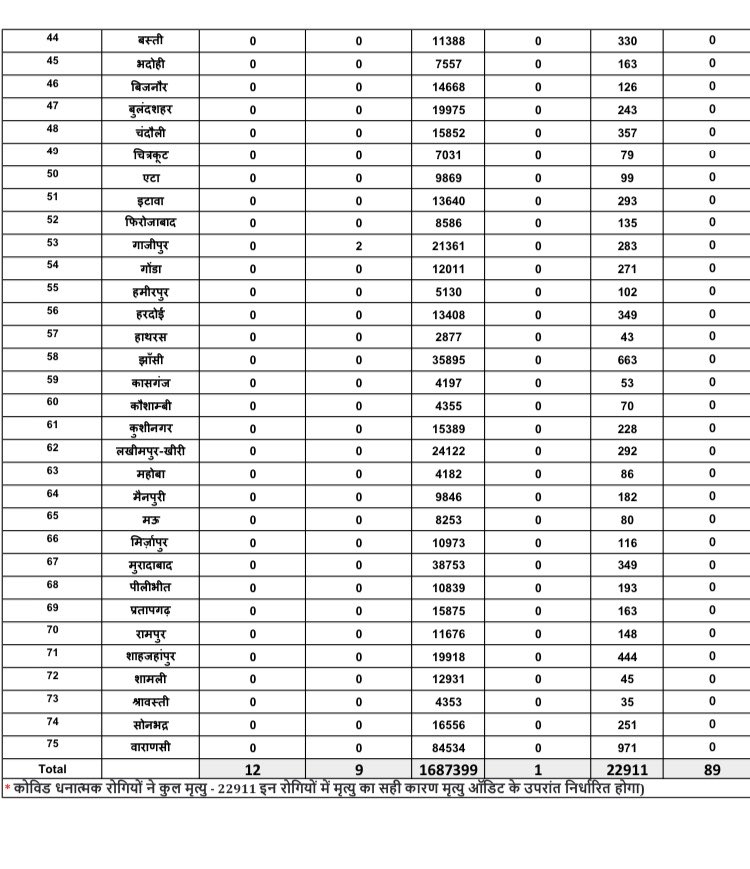 44 बस्ती 0 0 11388 0 330 0
45 भदोही 0 0 7557 0 163 0
46 बिजनौर 0 0 14668 0 126 0
47 बुलंदशहर 0 0 19975 0 243 0
48 चंदौली 0 0 15852 0 357 0
49 चित्रकूट 0 0 7031 0 79 0
50 एटा 0 0 9869 0 99 0
51 इटावा 0 0 13640 0 293 0
52 फिरोजाबाद 0 0 8586 0 135 0
53 गाजीपुर 0 2 21361 0 283 0
54 गोंडा 0 0 12011 0 271 0
55 हमीरपुर 0 0 5130 0 102 0
56 हरदोई 0 0 13408 0 349 0
57 हाथरस 0 0 2877 0 43 0
58 झाँसी 0 0 35895 0 663 0
59 कासगंज 0 0 4197 0 53 0
60 कौशाम्बी 0 0 4355 0 70 0
61 कुशीनगर 0 0 15389 0 228 0
62 लखीमपुर-खीरी 0 0 24122 0 292 0
63 महोबा 0 0 4182 0 86 0
64 मैनपुरी 0 0 9846 0 182 0
65 मऊ 0 0 8253 0 80 0
66 मिर्ज़ापुर 0 0 10973 0 116 0
67 मुरादाबाद 0 0 38753 0 349 0
68 पीलीभीत 0 0 10839 0 193 0
69 प्रतापगढ़ 0 0 15875 0 163 0
70 रामपुर 0 0 11676 0 148 0
71 शाहजहांपुर 0 0 19918 0 444 0
72 शामली 0 0 12931 0 45 0
73 श्रावस्ती 0 0 4353 0 35 0
74 सोनभद्र 0 0 16556 0 251 0
75 वाराणसी 0 0 84534 0 971 0
Total 12 9 1687399 1 22911 89
* कोविड धनात्मक रोगियों ने कुल मृत्यु - 22911 इन रोगियों में मृत्यु का सही कारण मृत्यु ऑडिट के उपरांत निर्धारित होगा)